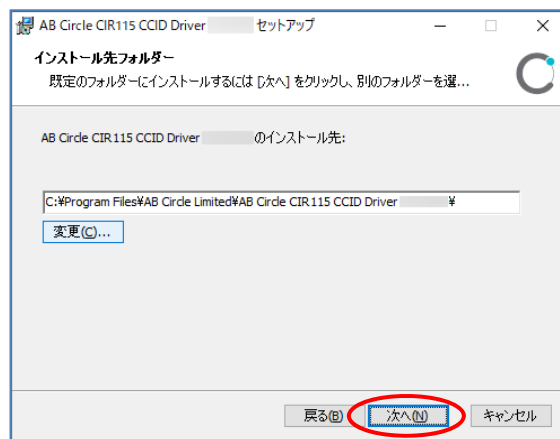 AB Circle CIR115 CCID Driver セットアップ
インストール先フォルダー
既定のフォルダーにインストールするには [次へ] をクリックし、別のフォルダーを選...
AB Circle CIR115 CCID Driver のインストール先:
C:¥Program Files¥AB Circle Limited¥AB Circle CIR115 CCID Driver ¥
変更(C)...
戻る(B) 次へ(N) キャンセル